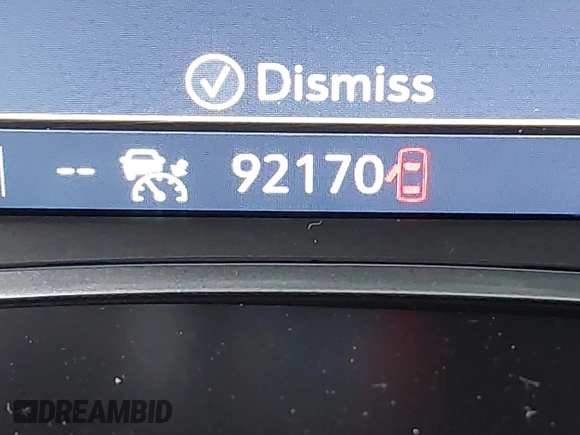 Dismiss
-- 92170
DREAMBID